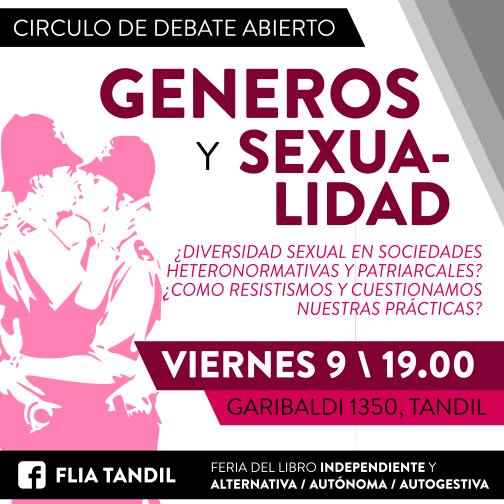 CIRCULO DE DEBATE ABIERTO
GENEROS
Y SEXUA-
LIDAD
¿DIVERSIDAD SEXUAL EN SOCIEDADES
HETERONORMATIVAS Y PATRIARCALES?
¿COMO RESISTISMOS Y CUESTIONAMOS
NUESTRAS PRÁCTICAS?
VIERNES 9 \ 19.00
GARIBALDI 1350, TANDIL
f FLIA TANDIL
FERIA DEL LIBRO INDEPENDIENTE Y
ALTERNATIVA / AUTÓNOMA / AUTOGESTIVA